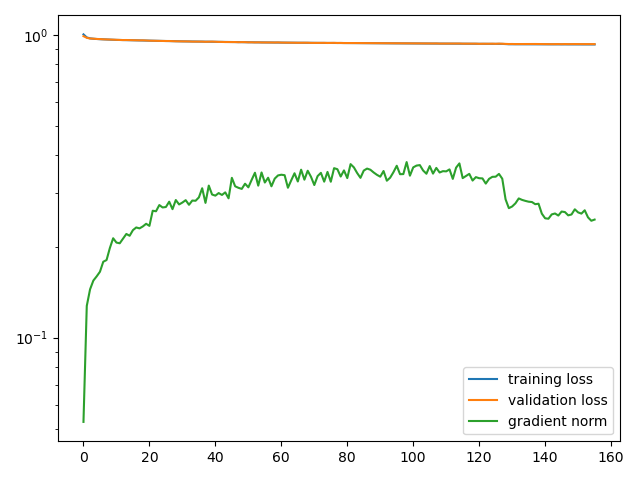 10⁰
10⁻¹
training loss
validation loss
gradient norm
0 20 40 60 80 100 120 140 160